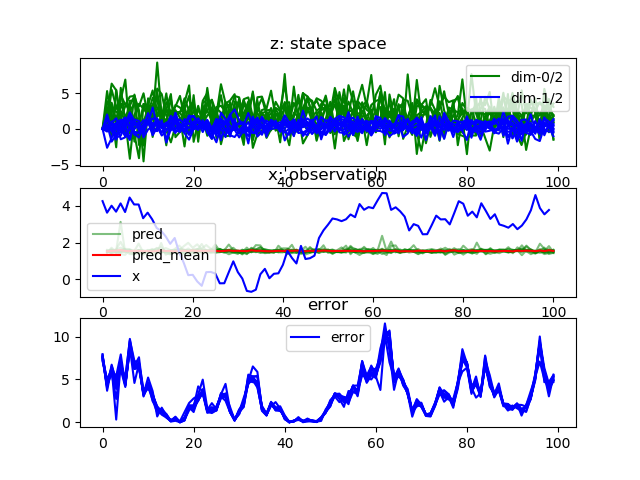 z: state space
5
0
−5
dim-0/2
dim-1/2
0 20 40 60 80 100
x: observation
4
2
0
pred
pred_mean
x
0 20 40 60 80 100
error
10
5
0
error
0 20 40 60 80 100